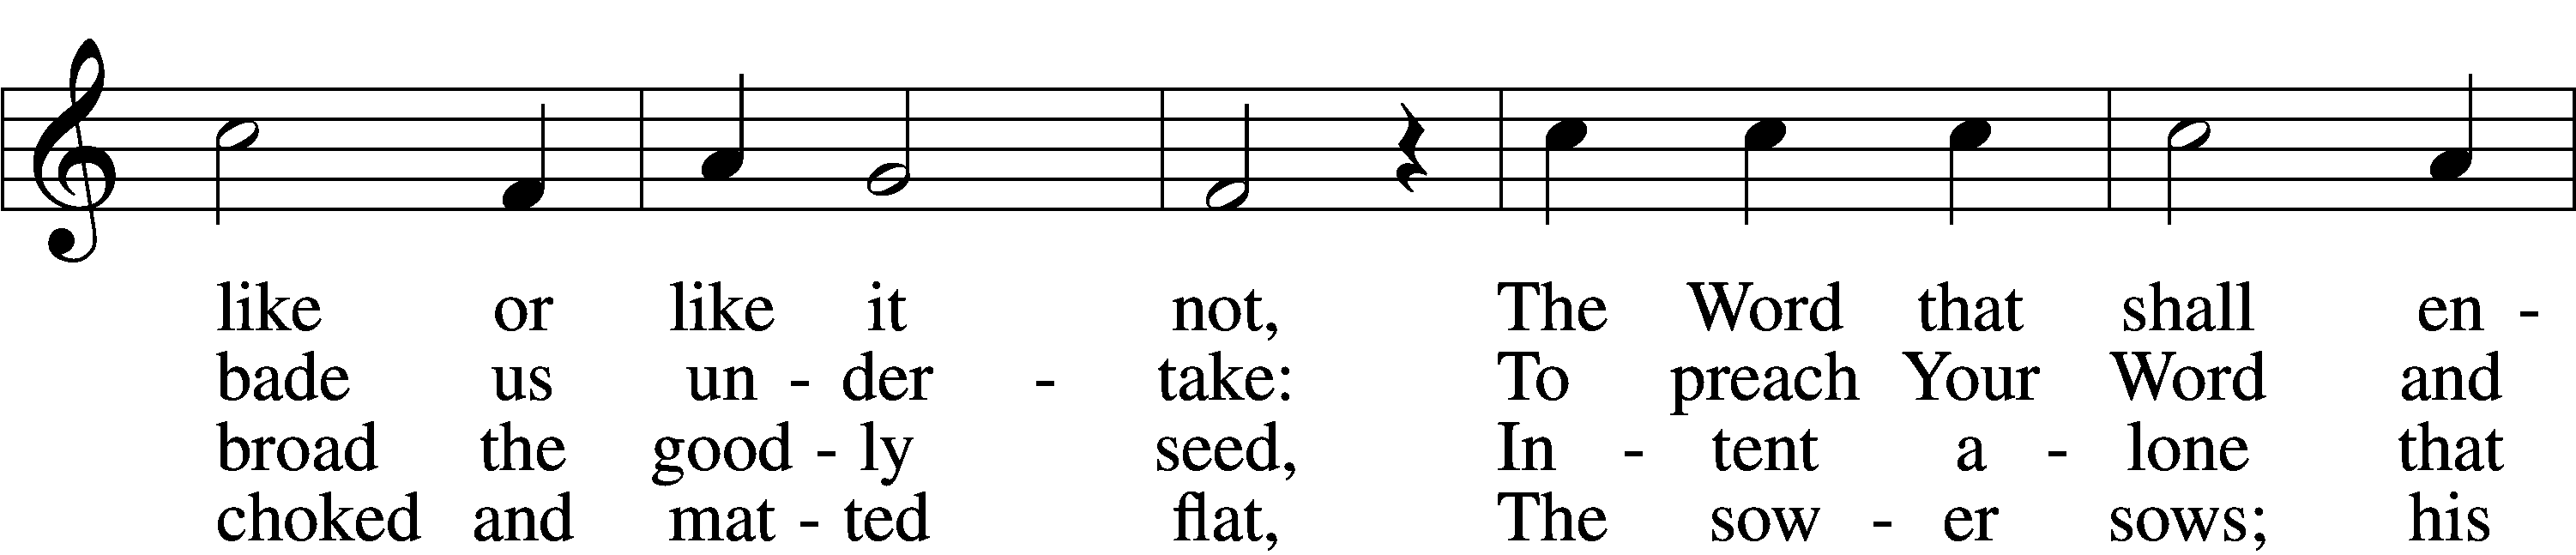 like or like it not, The Word that shall en -
bade us un - der - take: To preach Your Word and
broad the good - ly seed, In - tent a - lone that
choked and mat - ted flat, The sow - er sows; his